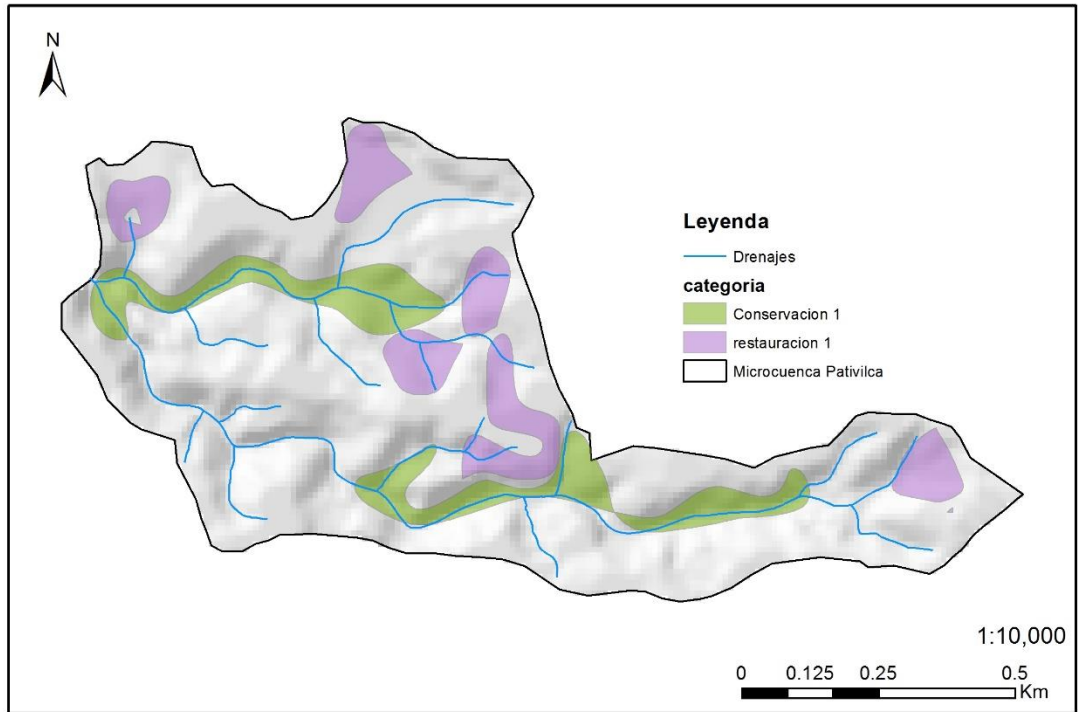 N
Leyenda
Drenajes
categoria
Conservacion 1
restauracion 1
Microcuenca Pativilca
1:10,000
0 0.125 0.25 0.5
Km